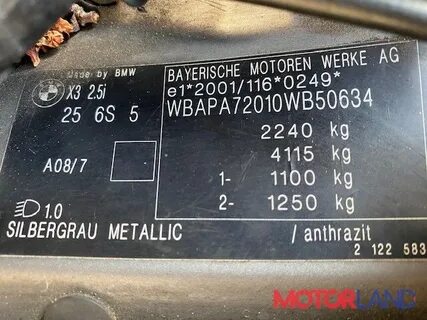 Made by BMW
X3 2.5i
25 6S 5
A08/7
1.0
SILBERGRAU METALLIC
BAYERISCHE MOTOREN WERKE AG
e1*2001/116*0249*
WBAPA72010WB50634
2240 kg
4115 kg
1- 1100 kg
2- 1250 kg
/anthrazit
2 122 583
MOTORLAND